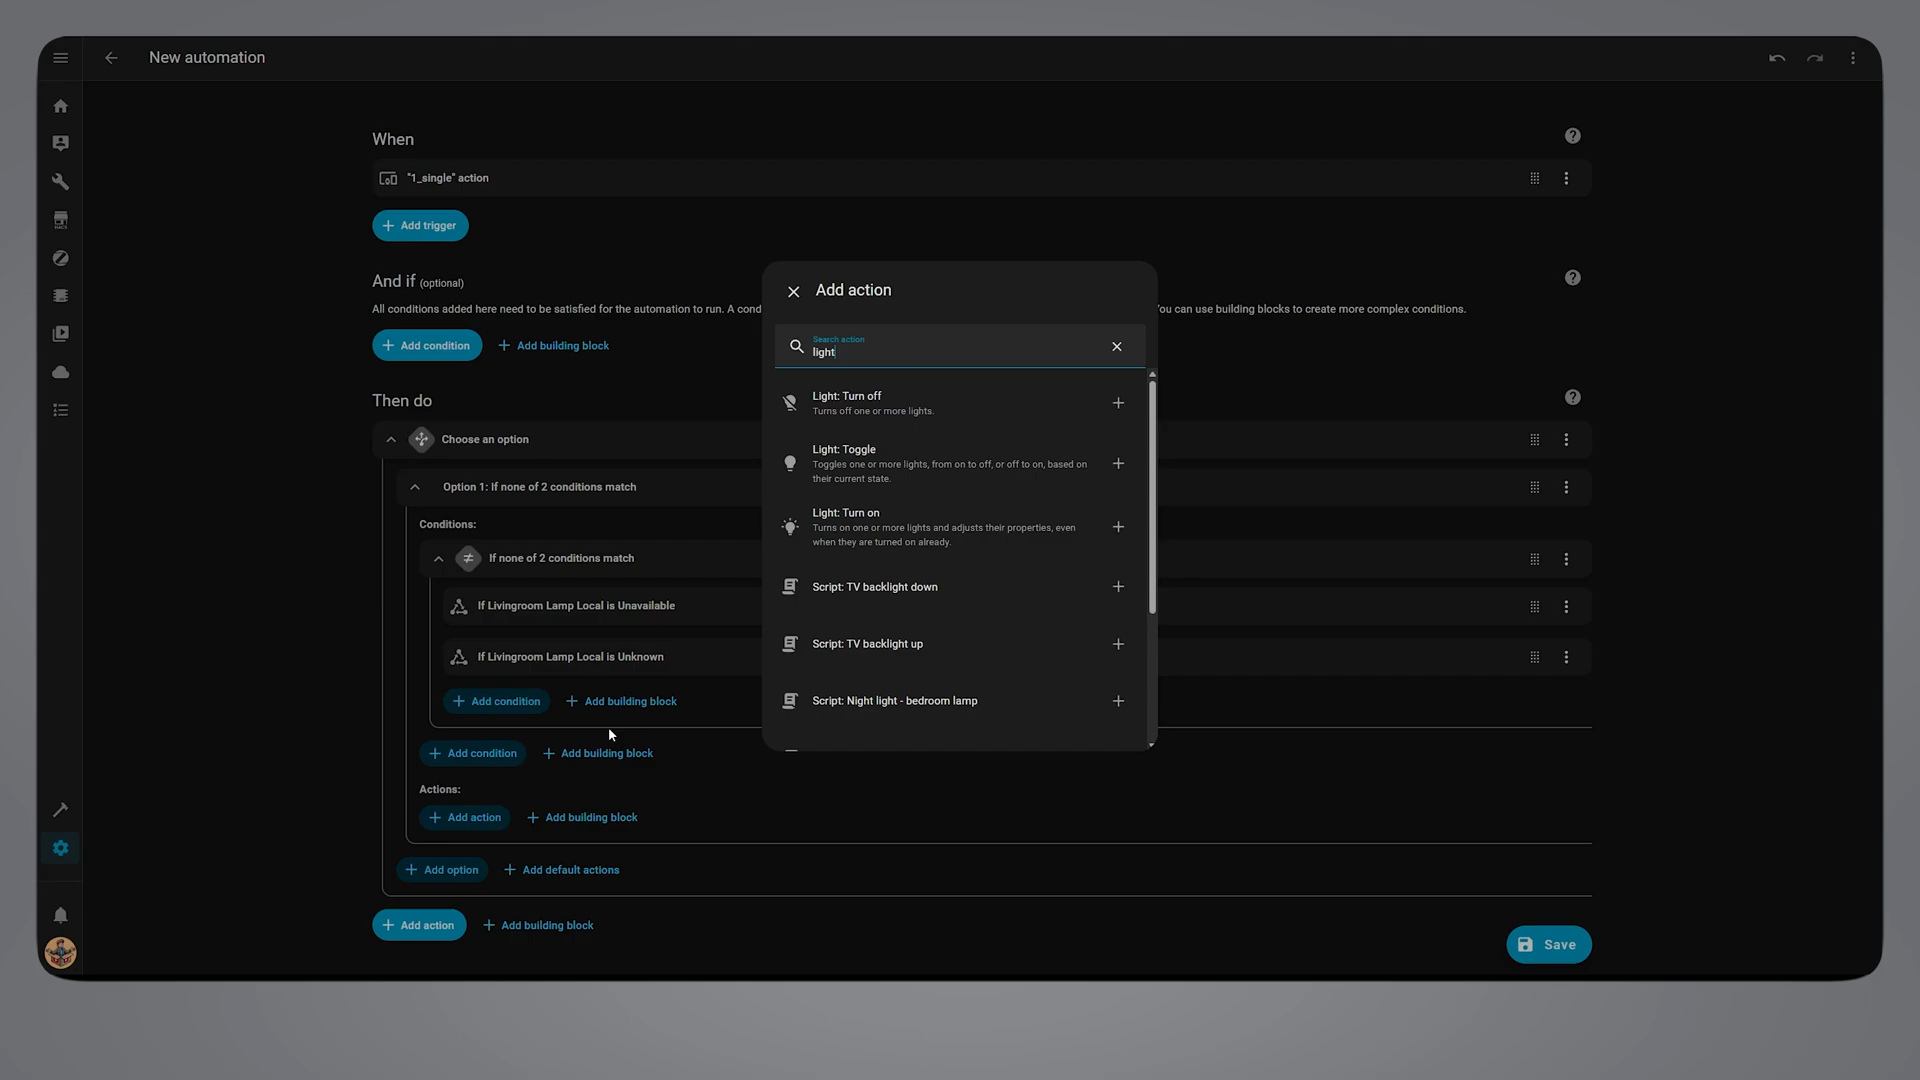 New automation
HACS
When
"1_single" action
Add trigger
And if (optional)
All conditions added here need to be satisfied for the automation to run. A cond
ou can use building blocks to create more complex conditions.
Add condition
Add building block
Then do
Choose an option
Option 1: If none of 2 conditions match
Conditions:
If none of 2 conditions match
If Livingroom Lamp Local is Unavailable
If Livingroom Lamp Local is Unknown
Add condition
Add building block
Add condition
Add building block
Actions:
Add action
Add building block
Add option
Add default actions
Add action
Add building block
Save
Add action
Search action
light
Light: Turn off
Turns off one or more lights.
Light: Toggle
Toggles one or more lights, from on to off, or off to on, based on
their current state.
Light: Turn on
Turns on one or more lights and adjusts their properties, even
when they are turned on already.
Script: TV backlight down
Script: TV backlight up
Script: Night light - bedroom lamp